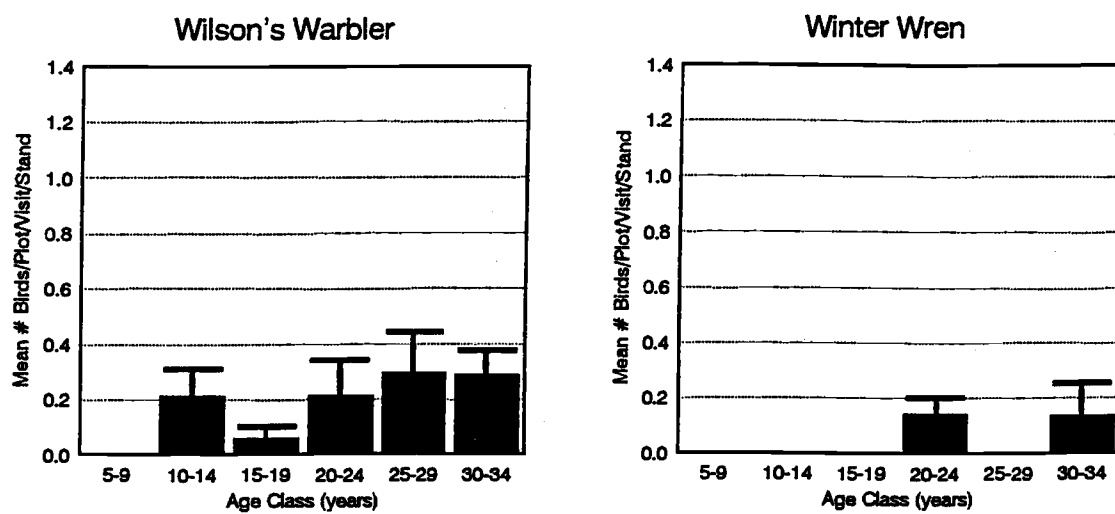 Wilson's Warbler
Mean # Birds/Plot/Visit/Stand
1.4
1.2
1.0
0.8
0.6
0.4
0.2
0.0
5-9 10-14 15-19 20-24 25-29 30-34
Age Class (years)
Winter Wren
Mean # Birds/Plot/Visit/Stand
1.4
1.2
1.0
0.8
0.6
0.4
0.2
0.0
5-9 10-14 15-19 20-24 25-29 30-34
Age Class (years)